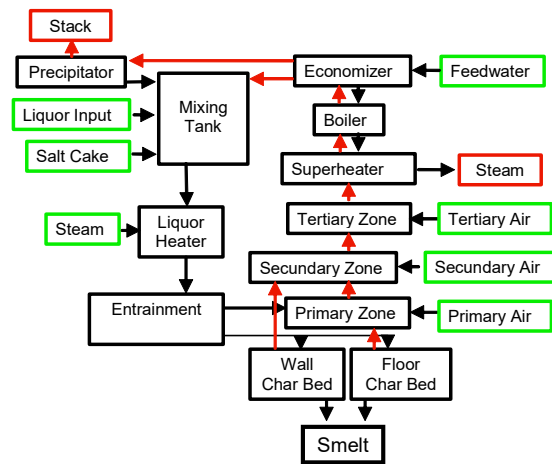 Stack
Precipitator
Economizer
Feedwater
Mixing
Tank
Liquor Input
Boiler
Salt Cake
Superheater
Steam
Steam
Liquor
Heater
Tertiary Zone
Tertiary Air
Secundary Zone
Secundary Air
Entrainment
Primary Zone
Primary Air
Wall
Char Bed
Floor
Char Bed
Smelt